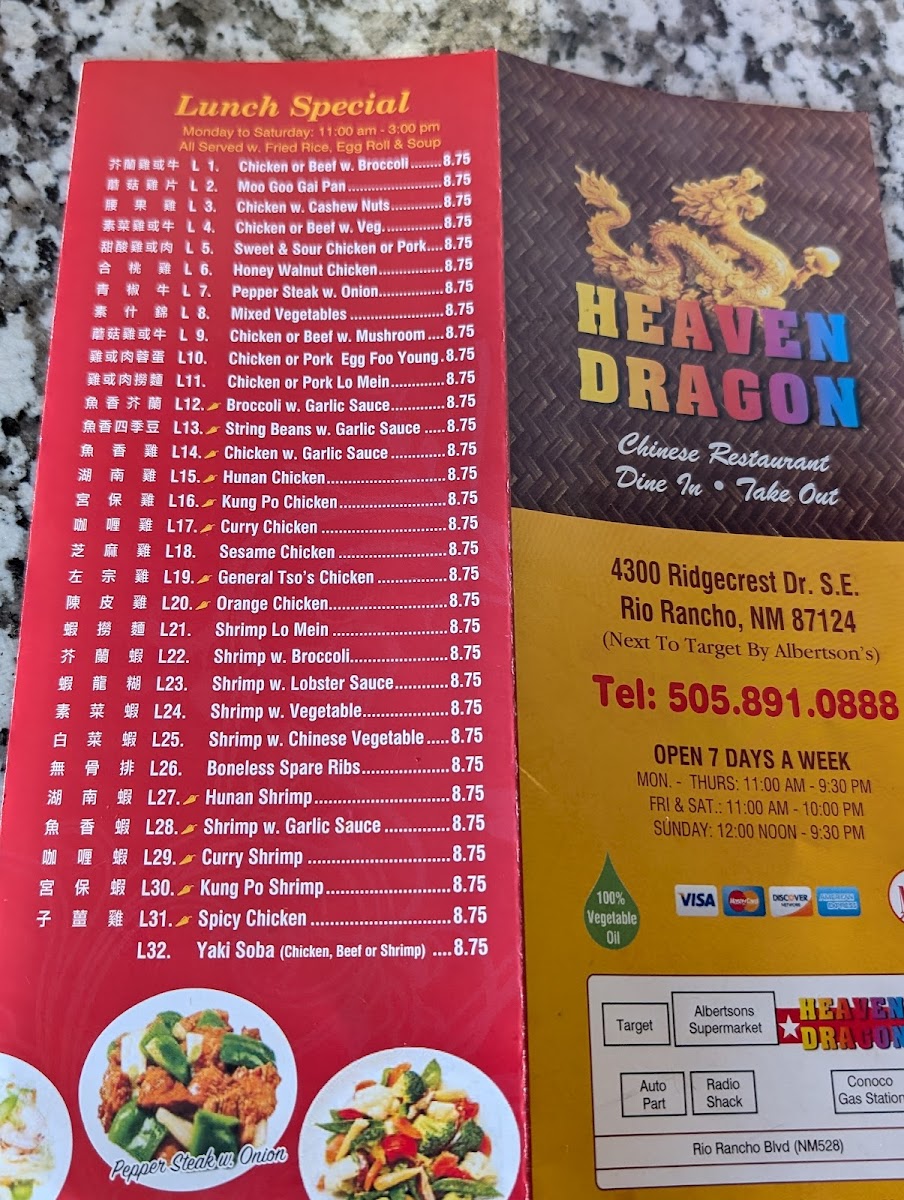 Lunch Special
Monday to Saturday: 11:00 am - 3:00 pm
All Served w. Fried Rice, Egg Roll & Soup
芥蘭雞或牛 L 1. Chicken or Beef w. Broccoli........8.75
蘑菇雞片 L 2. Moo Goo Gai Pan........................8.75
腰果雞 L 3. Chicken w. Cashew Nuts.............8.75
素菜雞或牛 L 4. Chicken or Beef w. Veg...............8.75
甜酸雞或肉 L 5. Sweet & Sour Chicken or Pork....8.75
合桃雞 L 6. Honey Walnut Chicken.................8.75
青椒牛 L 7. Pepper Steak w. Onion................8.75
素什錦 L 8. Mixed Vegetables ........................8.75
蘑菇雞或牛 L 9. Chicken or Beef w. Mushroom ....8.75
雞或肉蓉蛋 L10. Chicken or Pork Egg Foo Young.8.75
雞或肉撈麵 L11. Chicken or Pork Lo Mein.............8.75
魚香芥蘭 L12. Broccoli w. Garlic Sauce.............8.75
魚香四季豆 L13. String Beans w. Garlic Sauce .....8.75
魚香雞 L14. Chicken w. Garlic Sauce .............8.75
湖南雞 L15. Hunan Chicken............................8.75
宮保雞 L16. Kung Po Chicken.........................8.75
咖喱雞 L17. Curry Chicken .............................8.75
芝麻雞 L18. Sesame Chicken .........................8.75
左宗雞 L19. General Tso's Chicken .................8.75
陳皮雞 L20. Orange Chicken...........................8.75
蝦撈麵 L21. Shrimp Lo Mein ...........................8.75
芥蘭蝦 L22. Shrimp w. Broccoli.......................8.75
蝦龍糊 L23. Shrimp w. Lobster Sauce............8.75
素菜蝦 L24. Shrimp w. Vegetable...................8.75
白菜蝦 L25. Shrimp w. Chinese Vegetable .....8.75
無骨排 L26. Boneless Spare Ribs....................8.75
湖南蝦 L27. Hunan Shrimp..............................8.75
魚香蝦 L28. Shrimp w. Garlic Sauce ...............8.75
咖喱蝦 L29. Curry Shrimp ...............................8.75
宮保蝦 L30. Kung Po Shrimp...........................8.75
子薑雞 L31. Spicy Chicken ..............................8.75
L32. Yaki Soba (Chicken, Beef or Shrimp) ....8.75
Pepper Steak w. Onion
HEAVEN
DRAGON
Chinese Restaurant
Dine In • Take Out
4300 Ridgecrest Dr. S.E.
Rio Rancho, NM 87124
(Next To Target By Albertson's)
Tel: 505.891.0888
OPEN 7 DAYS A WEEK
MON. - THURS: 11:00 AM - 9:30 PM
FRI & SAT.: 11:00 AM - 10:00 PM
SUNDAY: 12:00 NOON - 9:30 PM
100%
Vegetable
Oil
VISA
MasterCard
DISCOVER
NETWORK
AMERICAN
EXPRESS
Target
Albertsons
Supermarket
HEAVEN
DRAGON
Auto
Part
Radio
Shack
Conoco
Gas Station
Rio Rancho Blvd (NM528)